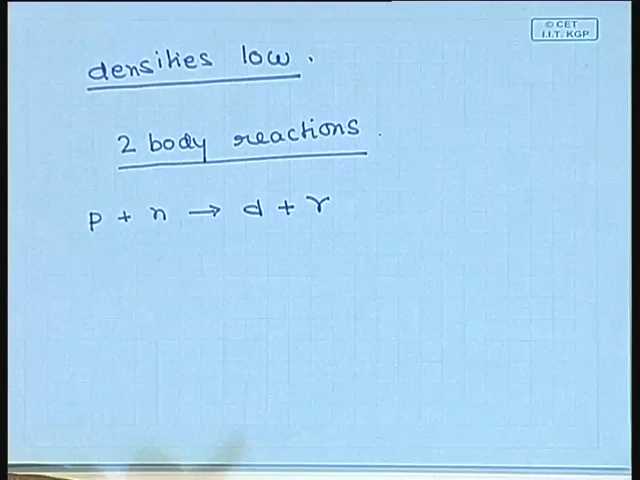 © CET
I.I.T. KGP
densities low.
2 body reactions.
p + n → d + γ